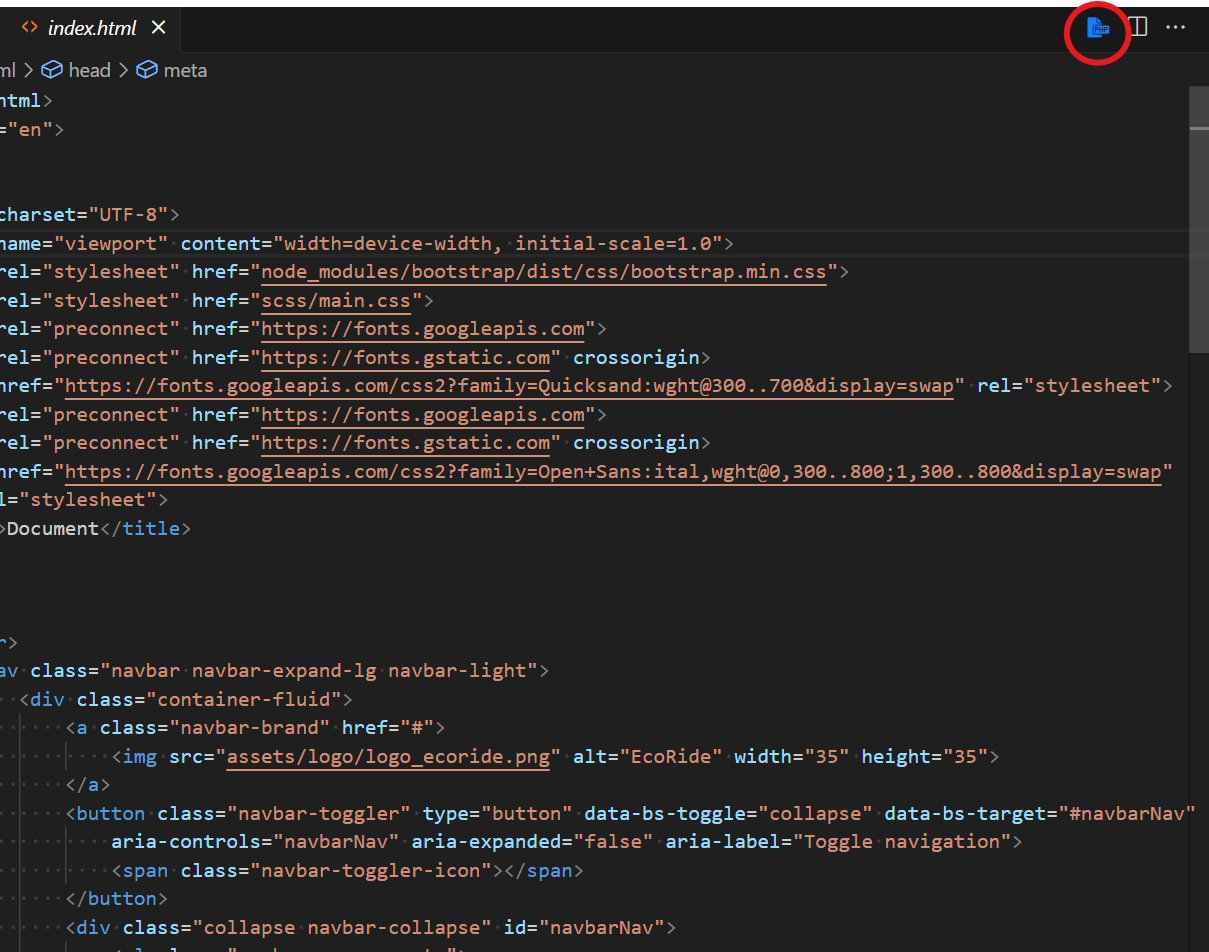 <> index.html ×
PHP
ml > head > meta
html>
="en">
charset="UTF-8">
name="viewport" content="width=device-width, initial-scale=1.0">
rel="stylesheet" href="node_modules/bootstrap/dist/css/bootstrap.min.css">
rel="stylesheet" href="scss/main.css">
rel="preconnect" href="https://fonts.googleapis.com">
rel="preconnect" href="https://fonts.gstatic.com" crossorigin>
href="https://fonts.googleapis.com/css2?family=Quicksand:wght@300..700&display=swap" rel="stylesheet">
rel="preconnect" href="https://fonts.googleapis.com">
rel="preconnect" href="https://fonts.gstatic.com" crossorigin>
href="https://fonts.googleapis.com/css2?family=Open+Sans:ital,wght@0,300..800;1,300..800&display=swap"
l="stylesheet">
>Document</title>
r>
av class="navbar navbar-expand-lg navbar-light">
<div class="container-fluid">
<a class="navbar-brand" href="#">
<img src="assets/logo/logo_ecoride.png" alt="EcoRide" width="35" height="35">
</a>
<button class="navbar-toggler" type="button" data-bs-toggle="collapse" data-bs-target="#navbarNav"
aria-controls="navbarNav" aria-expanded="false" aria-label="Toggle navigation">
<span class="navbar-toggler-icon"></span>
</button>
<div class="collapse navbar-collapse" id="navbarNav">